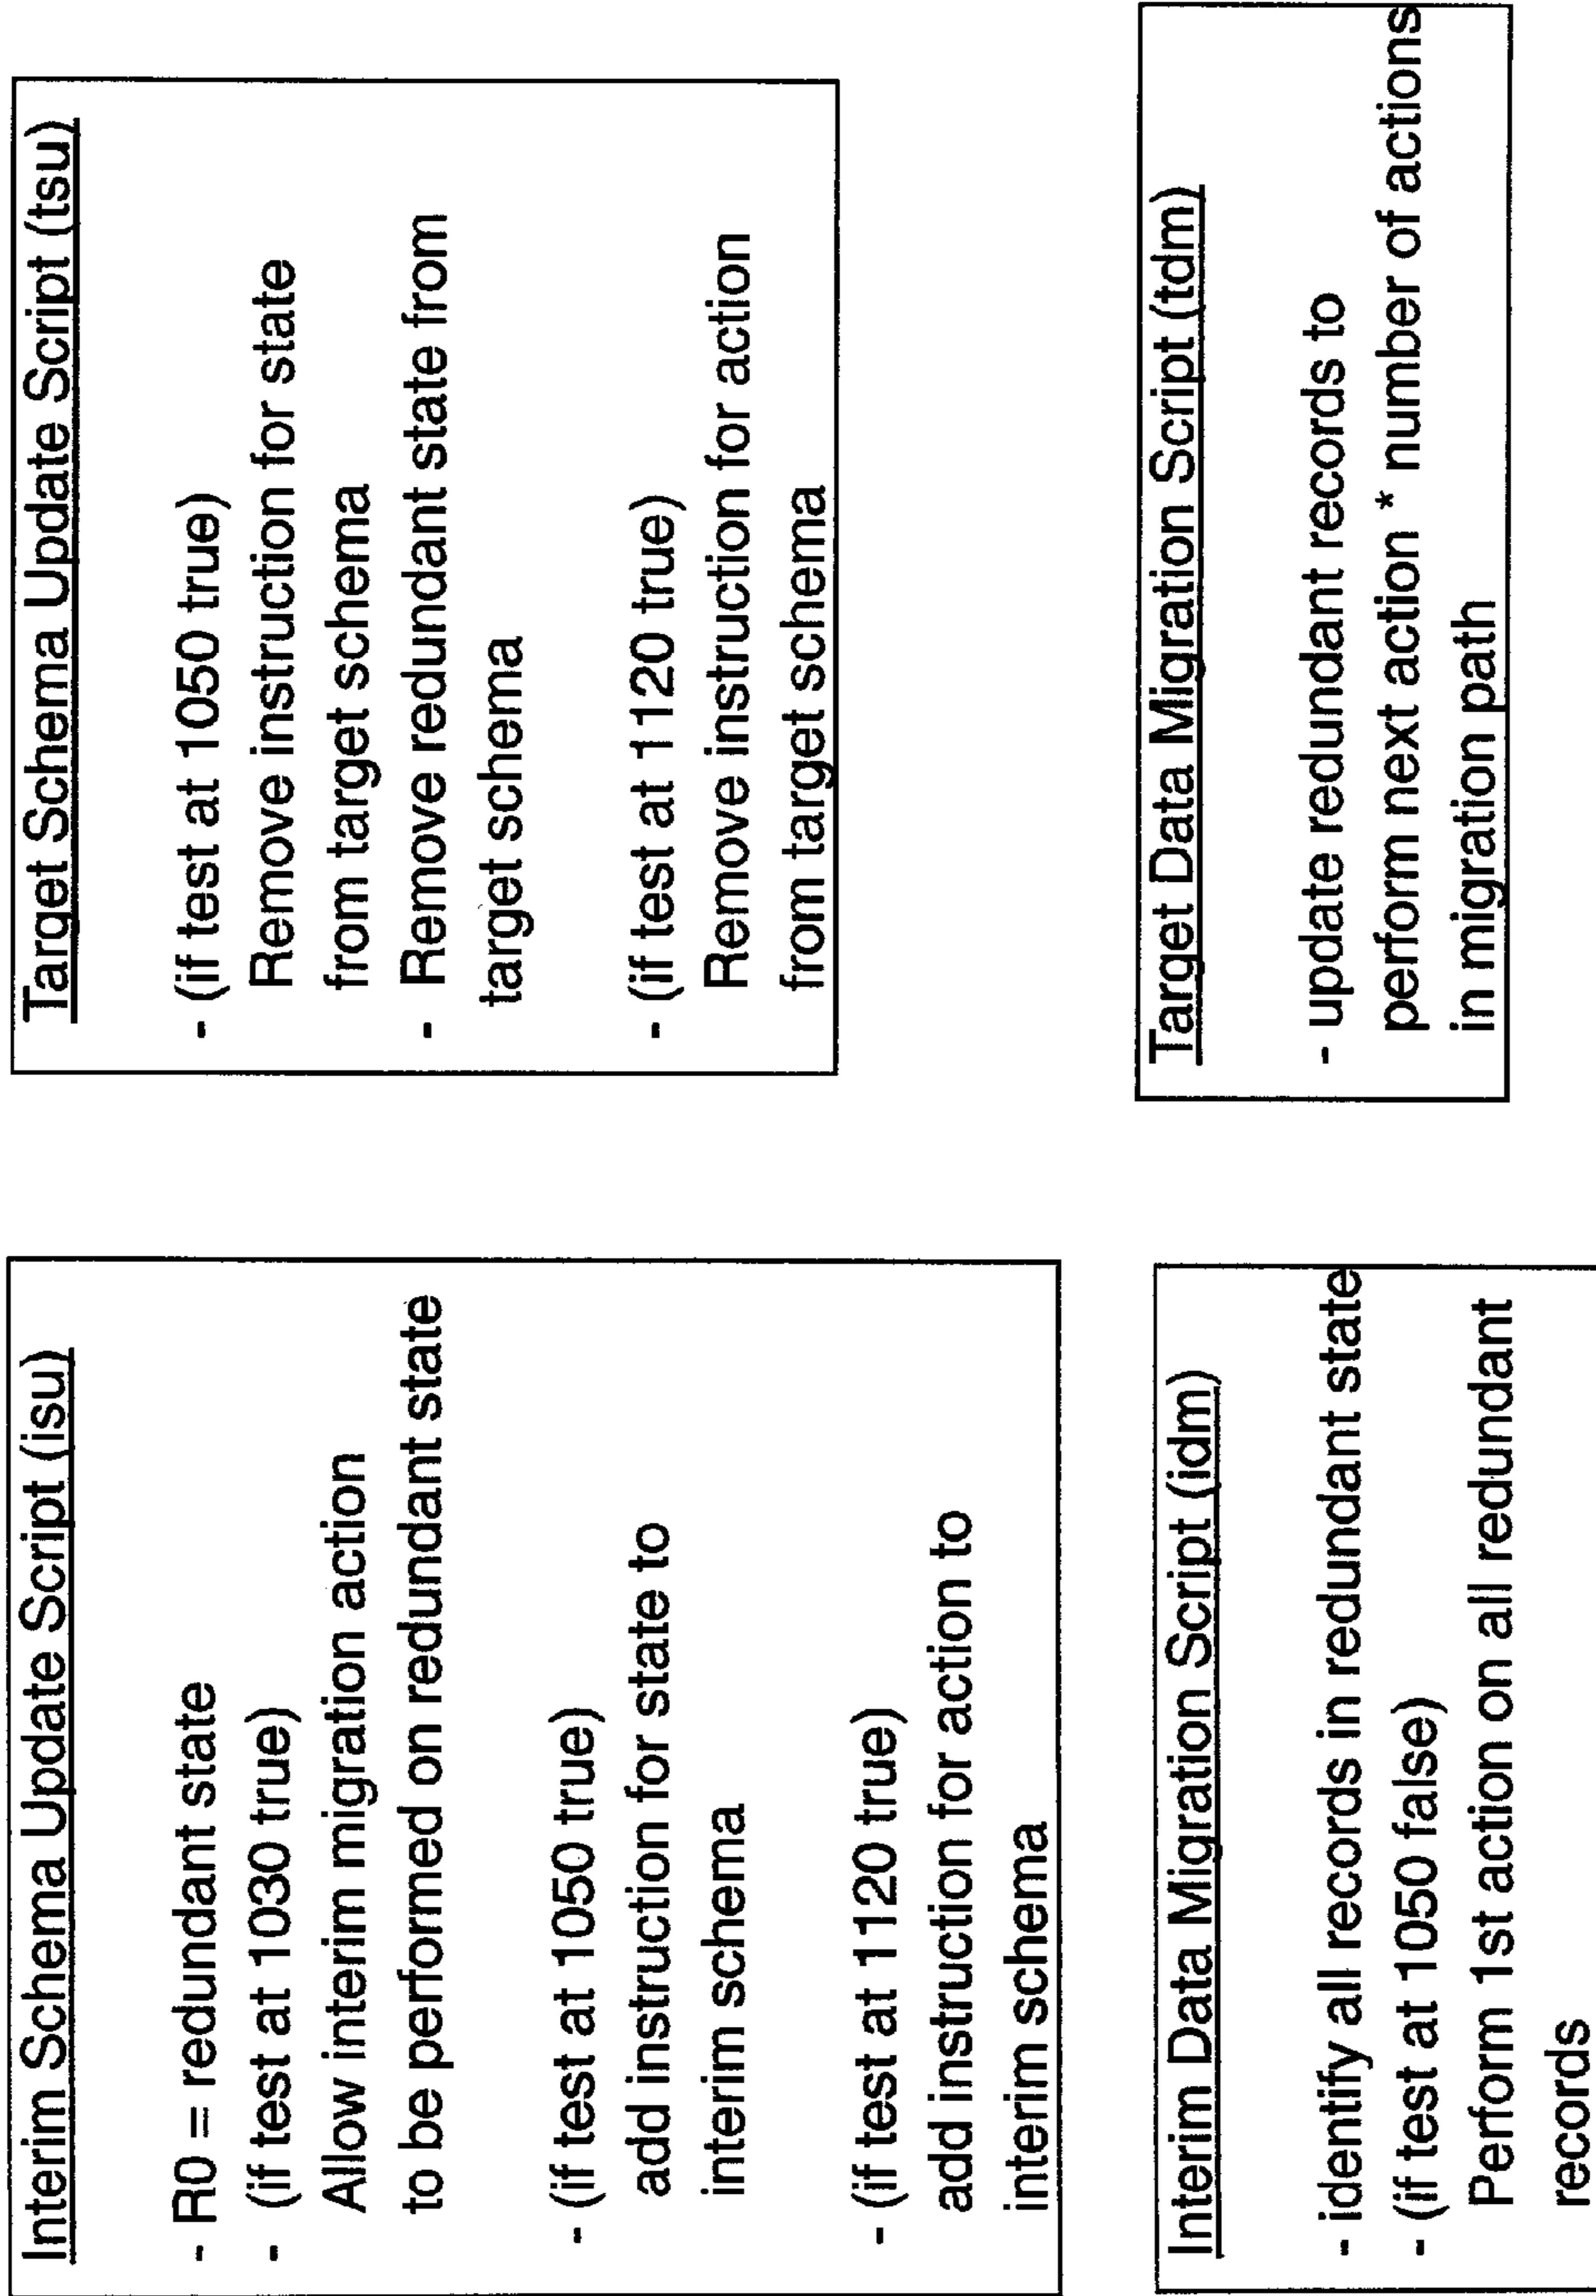 Interim Schema Update Script (isu)
- R0 = redundant state
- (if test at 1030 true)
Allow interim migration action
to be performed on redundant state
- (if test at 1050 true)
add instruction for state to
interim schema
- (if test at 1120 true)
add instruction for action to
interim schema
Target Schema Update Script (tsu)
- (if test at 1050 true)
Remove instruction for state
from target schema
- Remove redundant state from
target schema
- (if test at 1120 true)
Remove instruction for action
from target schema
Interim Data Migration Script (idm)
- identify all records in redundant state
- (if test at 1050 false)
Perform 1st action on all redundant
records
Target Data Migration Script (tdm)
- update redundant records to
perform next action * number of actions
in migration path